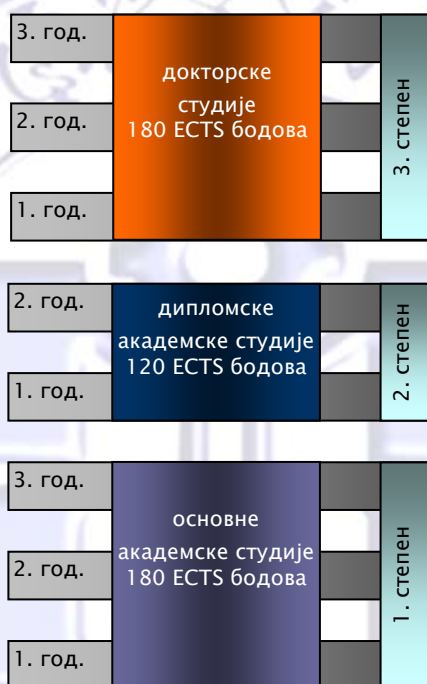 3. год.
докторске
студије
180 ECTS бодова
2. год.
1. год.
3. степен
2. год.
дипломске
академске студије
120 ECTS бодова
1. год.
2. степен
3. год.
основне
академске студије
180 ECTS бодова
2. год.
1. год.
1. степен